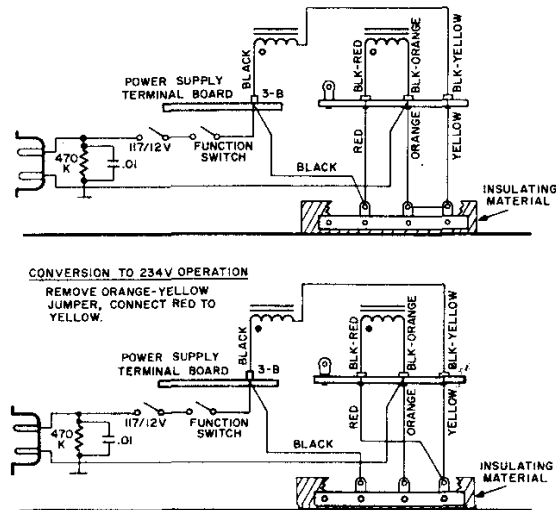 BLACK
BLK-RED
BLK-ORANGE
BLK-YELLOW
POWER SUPPLY
TERMINAL BOARD
3-B
117/12V
FUNCTION
SWITCH
470
K
.01
RED
ORANGE
YELLOW
BLACK
INSULATING
MATERIAL
CONVERSION TO 234V OPERATION
REMOVE ORANGE-YELLOW
JUMPER, CONNECT RED TO
YELLOW.
BLACK
BLK-RED
BLK-ORANGE
BLK-YELLOW
POWER SUPPLY
TERMINAL BOARD
3-B
117/12V
FUNCTION
SWITCH
470
K
.01
RED
ORANGE
YELLOW
BLACK
INSULATING
MATERIAL